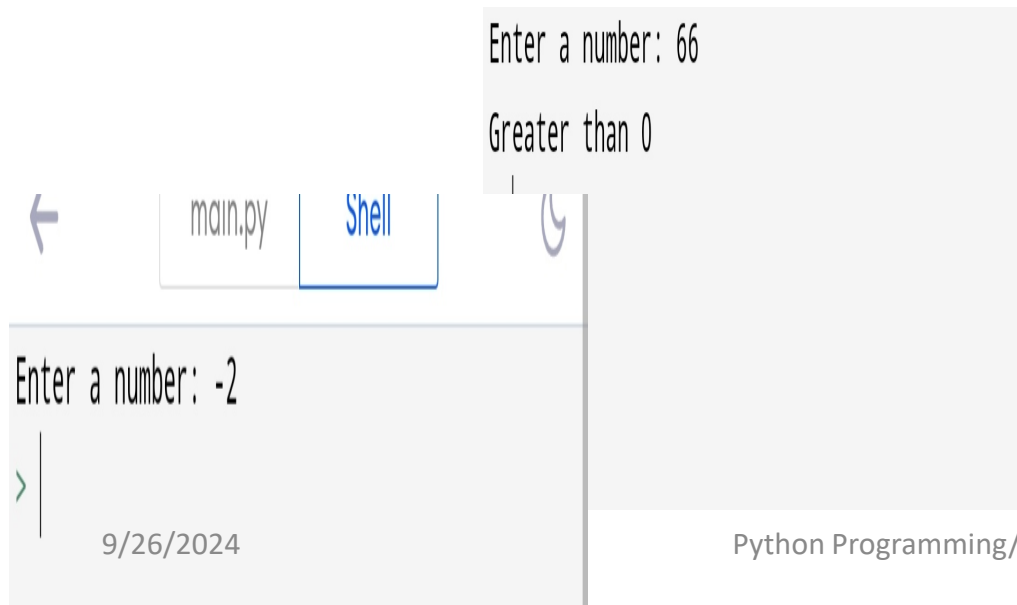 Enter a number: 66
Greater than 0
main.py
Shell
Enter a number: -2
>
9/26/2024
Python Programming/